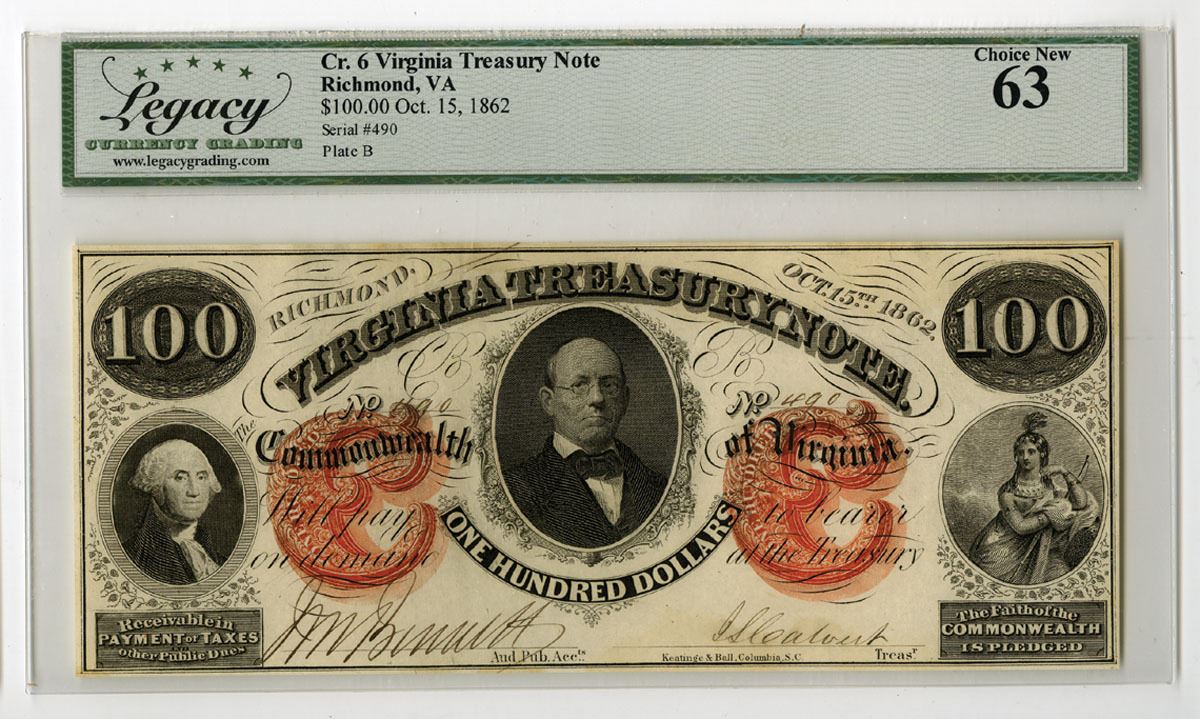 Legacy
CURRENCY GRADING
www.legacygrading.com
Cr. 6 Virginia Treasury Note
Richmond, VA
$100.00 Oct. 15, 1862
Serial #490
Plate B
Choice New
63
100
RICHMOND,
VIRGINIA TREASURY NOTE.
OCT. 15TH 1862.
100
B
B
No 490
No 490
The Commonwealth of Virginia.
Will pay to bearer
on demand at the Treasury
ONE HUNDRED DOLLARS
Receivable in
PAYMENT of TAXES
other Public Dues
Aud. Pub. Accts.
Keatinge & Ball, Columbia, S.C.
Treasr
The Faith of the
COMMONWEALTH
IS PLEDGED